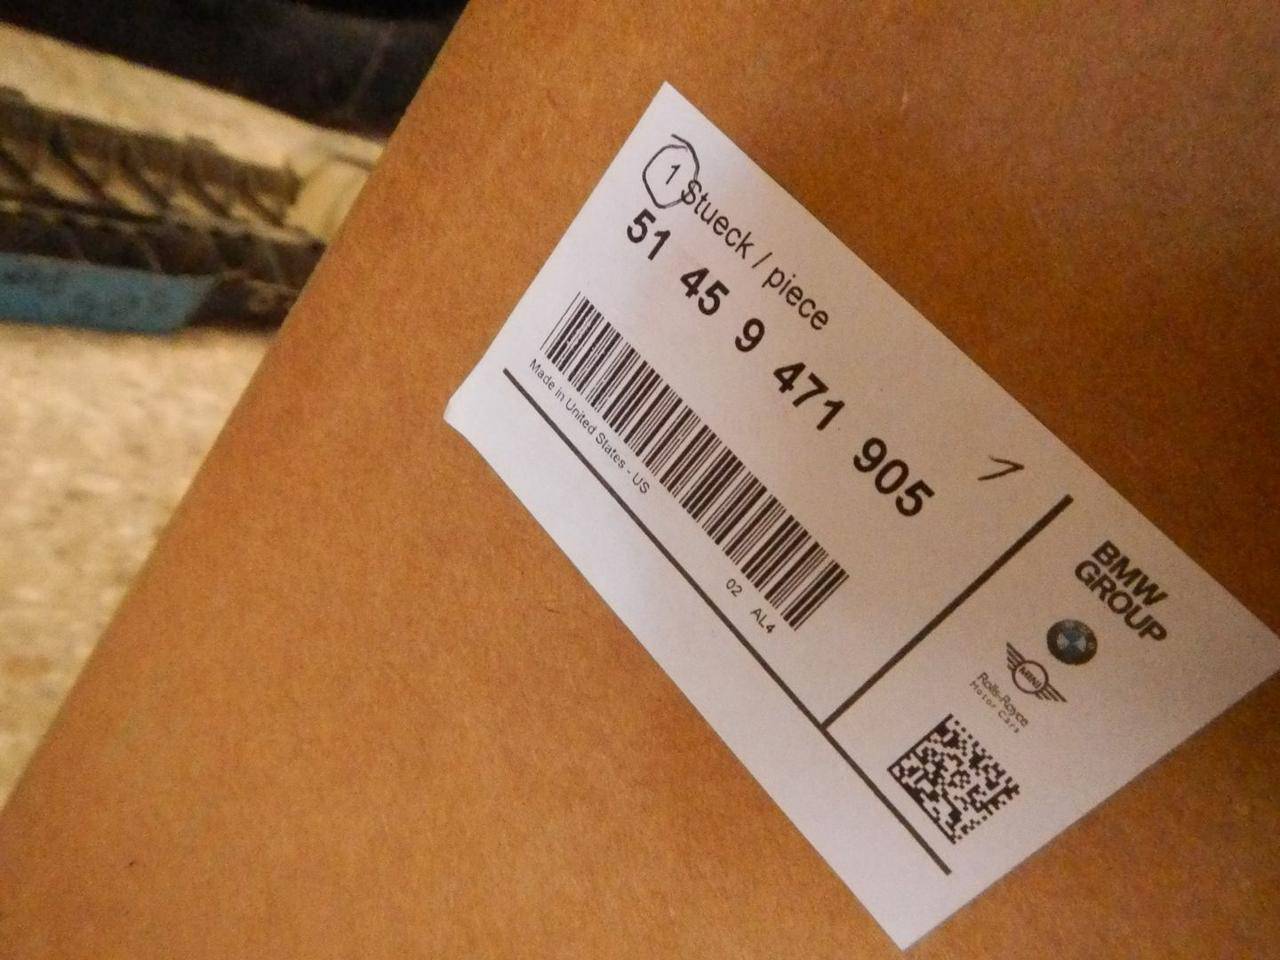 1 Stueck / piece
51 45 9 471 905
Made in United States - US
02 AL4
1
BMW
GROUP
MINI
Rolls-Royce
Motor Cars